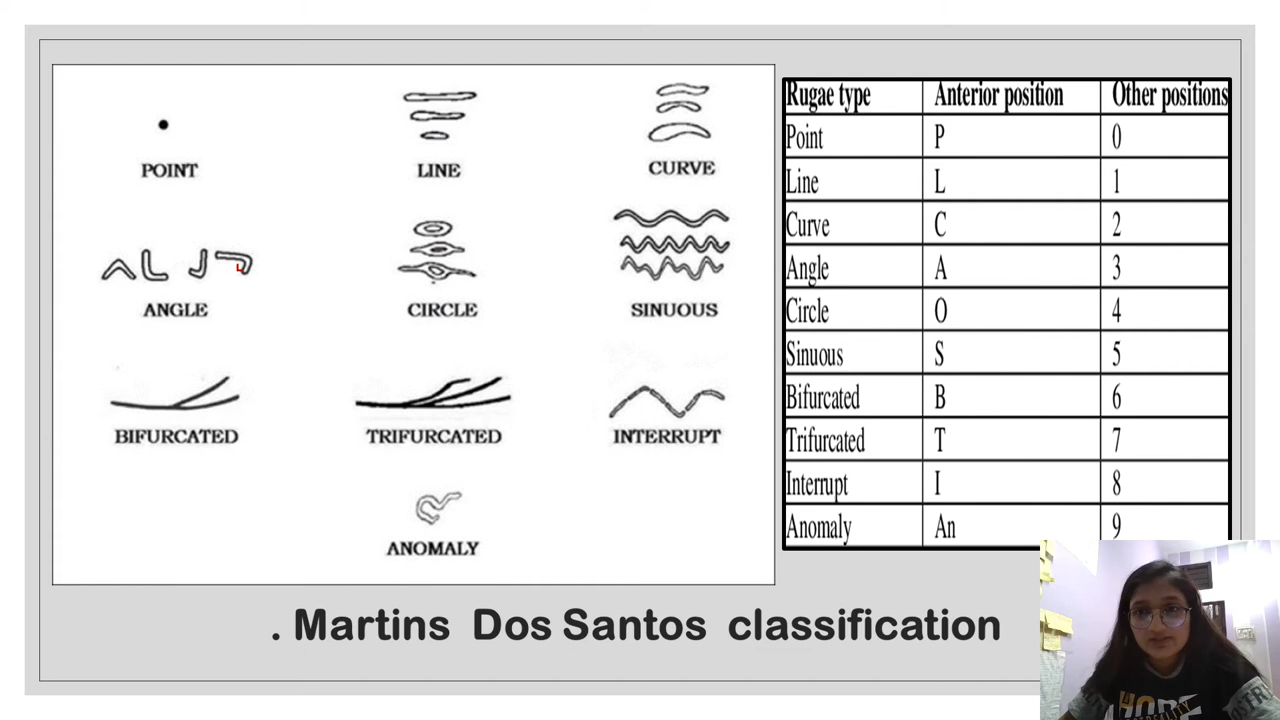 POINT LINE CURVE
ANGLE CIRCLE SINUOUS
BIFURCATED TRIFURCATED INTERRUPT
ANOMALY
Rugae type Anterior position Other positions
Point P 0
Line L 1
Curve C 2
Angle A 3
Circle O 4
Sinuous S 5
Bifurcated B 6
Trifurcated T 7
Interrupt I 8
Anomaly An 9
. Martins Dos Santos classification